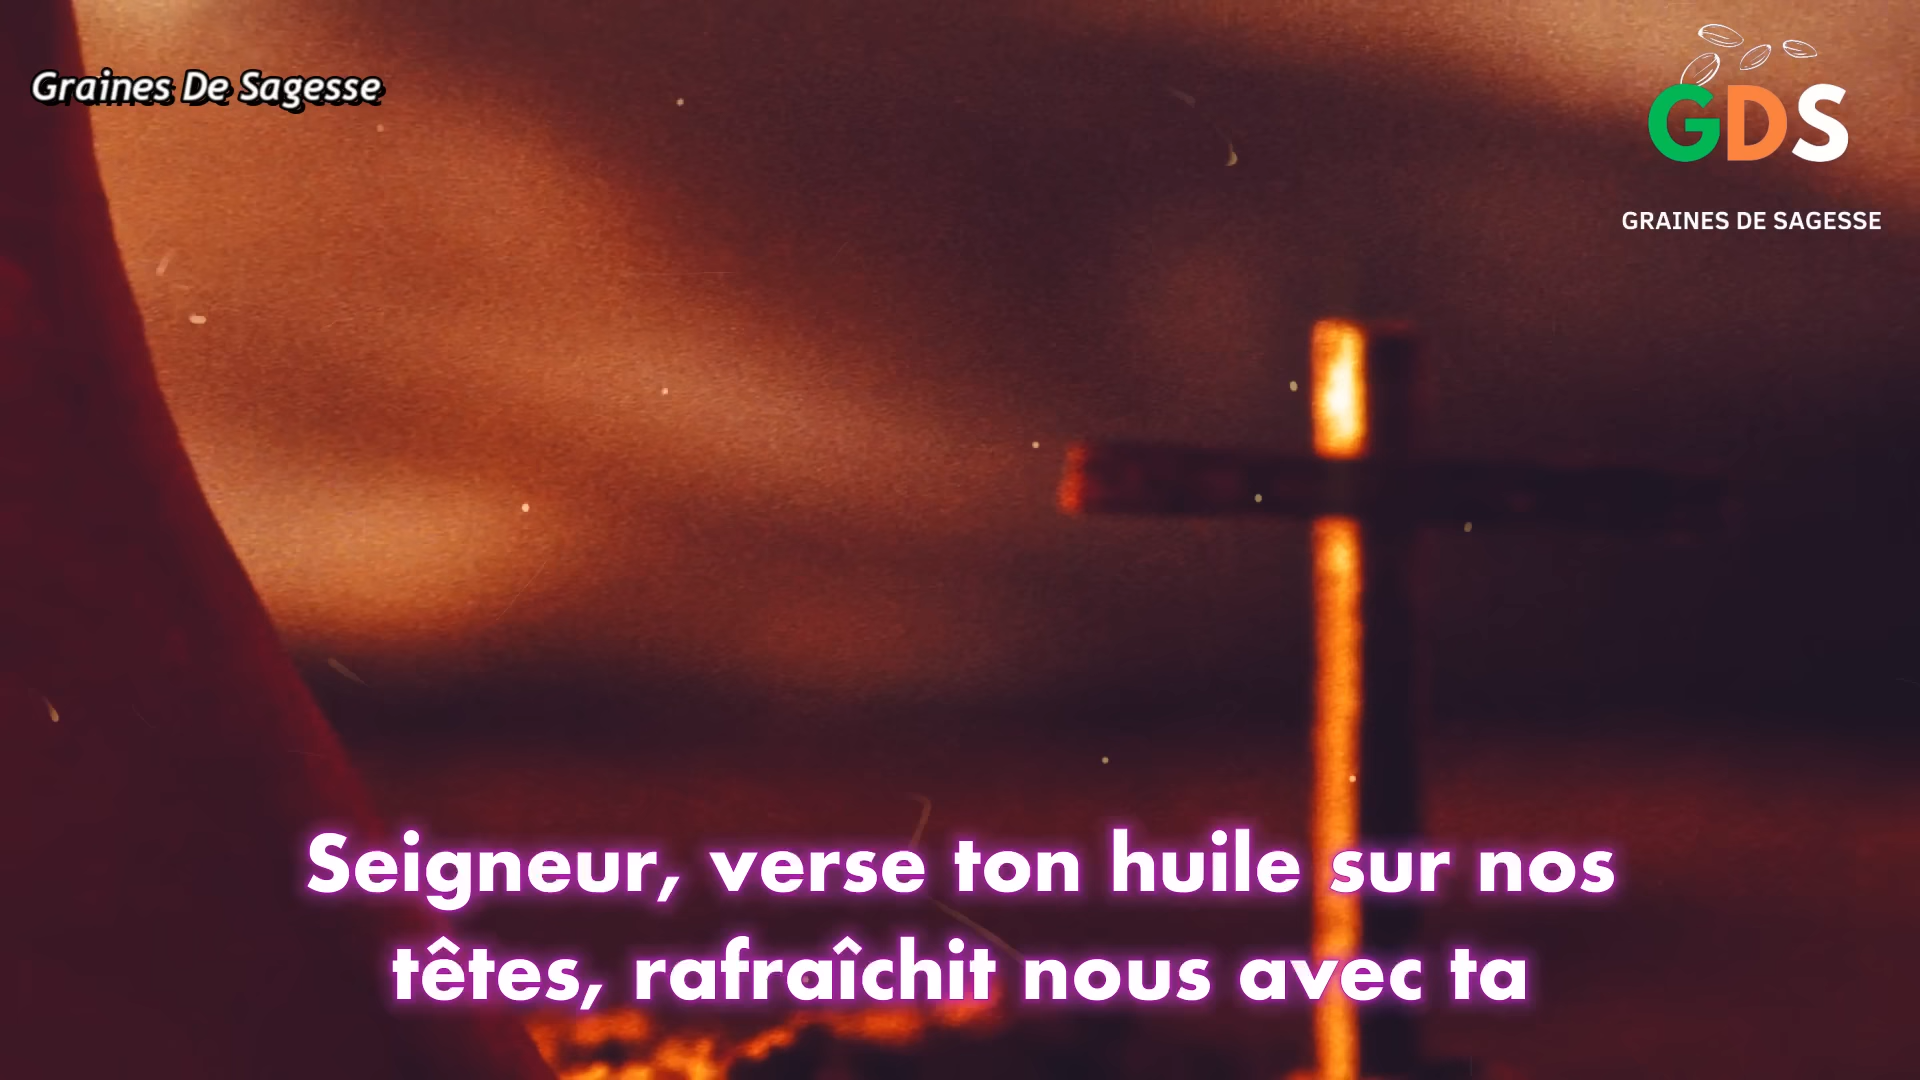 Graines De Sagesse
GDS
GRAINES DE SAGESSE
Seigneur, verse ton huile sur nos
têtes, rafraîchit nous avec ta